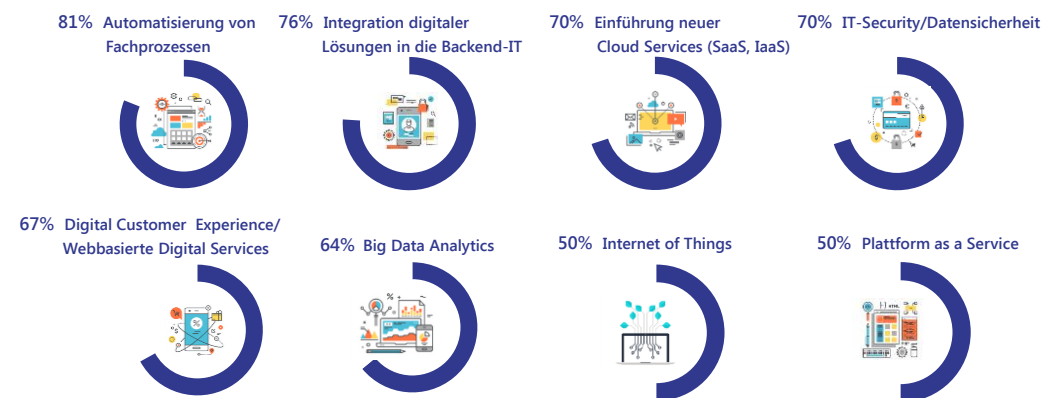 81% Automatisierung von
Fachprozessen
76% Integration digitaler
Lösungen in die Backend-IT
70% Einführung neuer
Cloud Services (SaaS, IaaS)
70% IT-Security/Datensicherheit
67% Digital Customer Experience/
Webbasierte Digital Services
64% Big Data Analytics
50% Internet of Things
50% Plattform as a Service